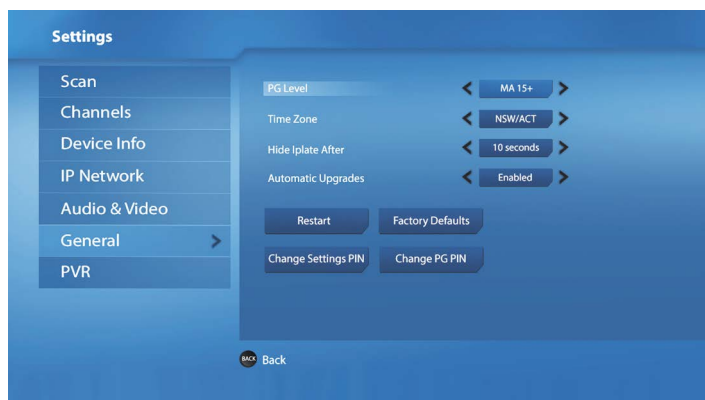 Settings
Scan
Channels
Device Info
IP Network
Audio & Video
General
PVR
PG Level MA 15+
Time Zone NSW/ACT
Hide Iplate After 10 seconds
Automatic Upgrades Enabled
Restart Factory Defaults
Change Settings PIN Change PG PIN
BACK Back